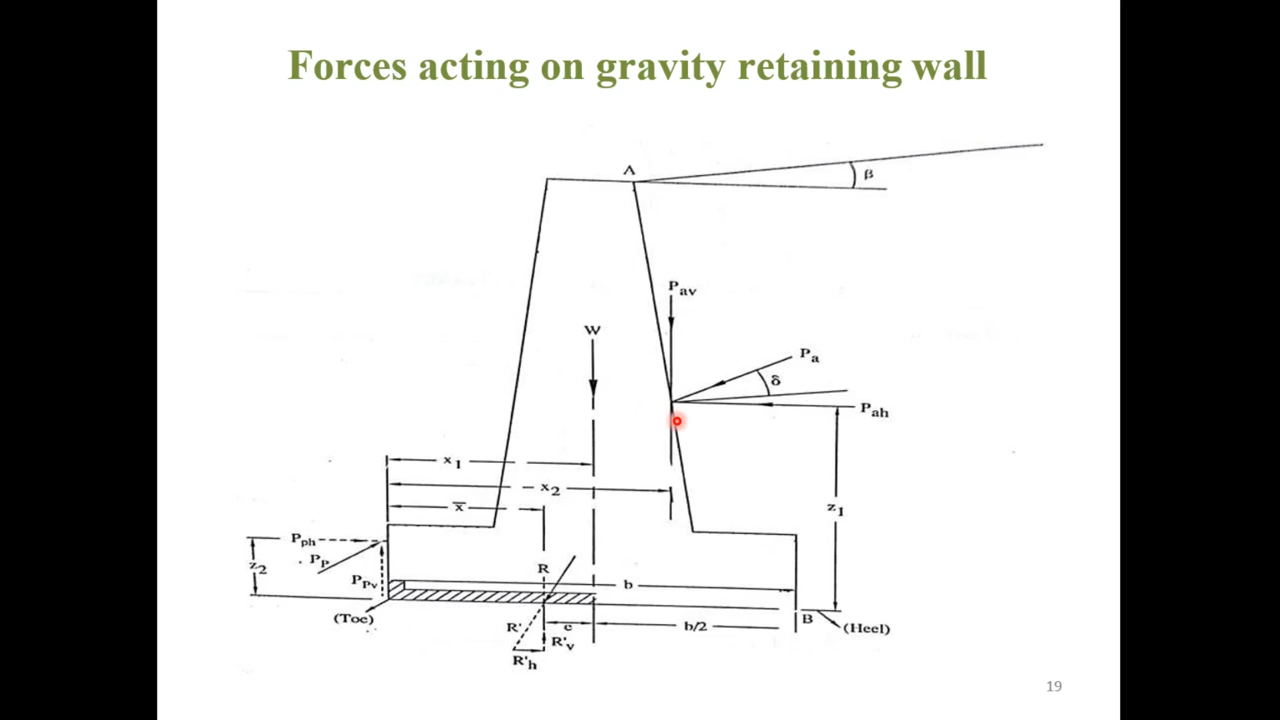 Forces acting on gravity retaining wall
A
β
Pav
W
Pa
δ
Pah
x1
x2
x̅
z1
Pph
Pp
z2
PPv
R
b
(Toe)
R'
e
b/2
B
(Heel)
R'v
R'h
19